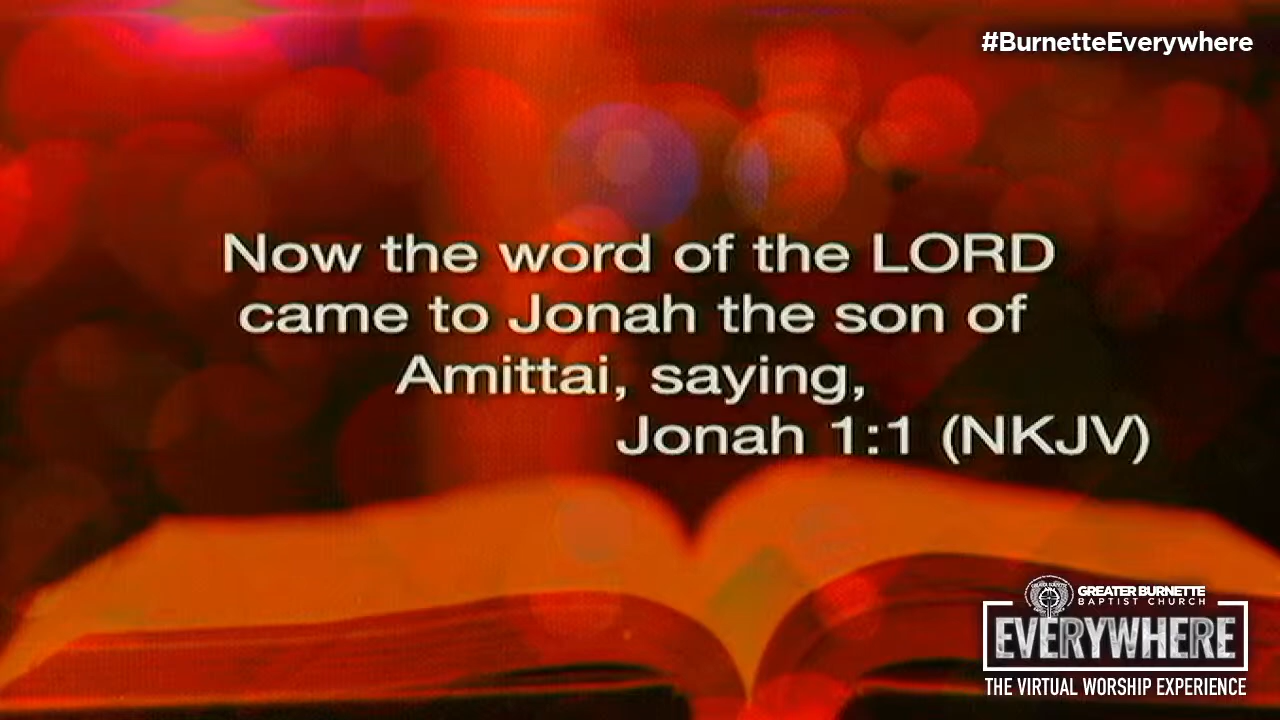 #BurnetteEverywhere
Now the word of the LORD
came to Jonah the son of
Amittai, saying,
Jonah 1:1 (NKJV)
GREATER BURNETTE
BAPTIST CHURCH
EVERYWHERE
THE VIRTUAL WORSHIP EXPERIENCE